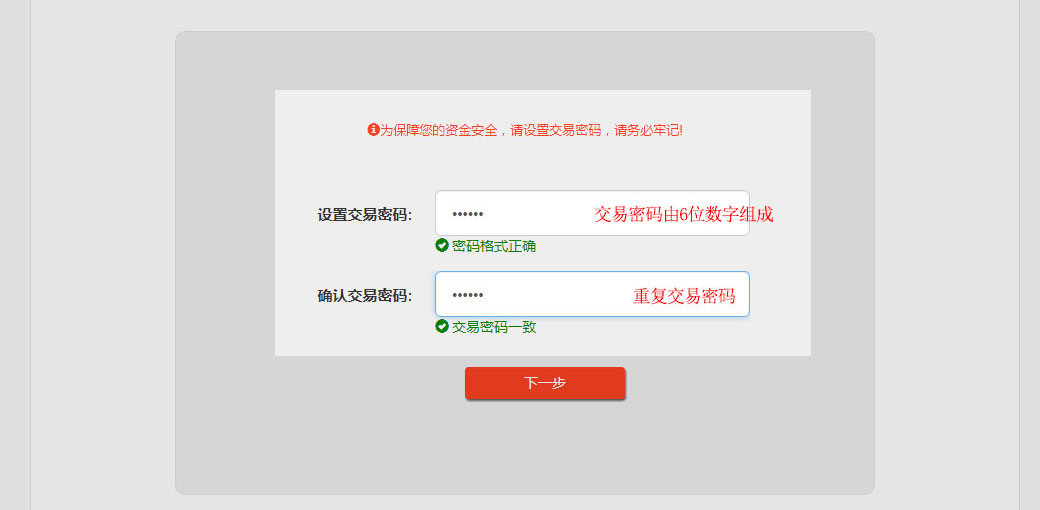 为保障您的资金安全，请设置交易密码，请务必牢记!
设置交易密码: •••••• 交易密码由6位数字组成
密码格式正确
确认交易密码: •••••• 重复交易密码
交易密码一致
下一步